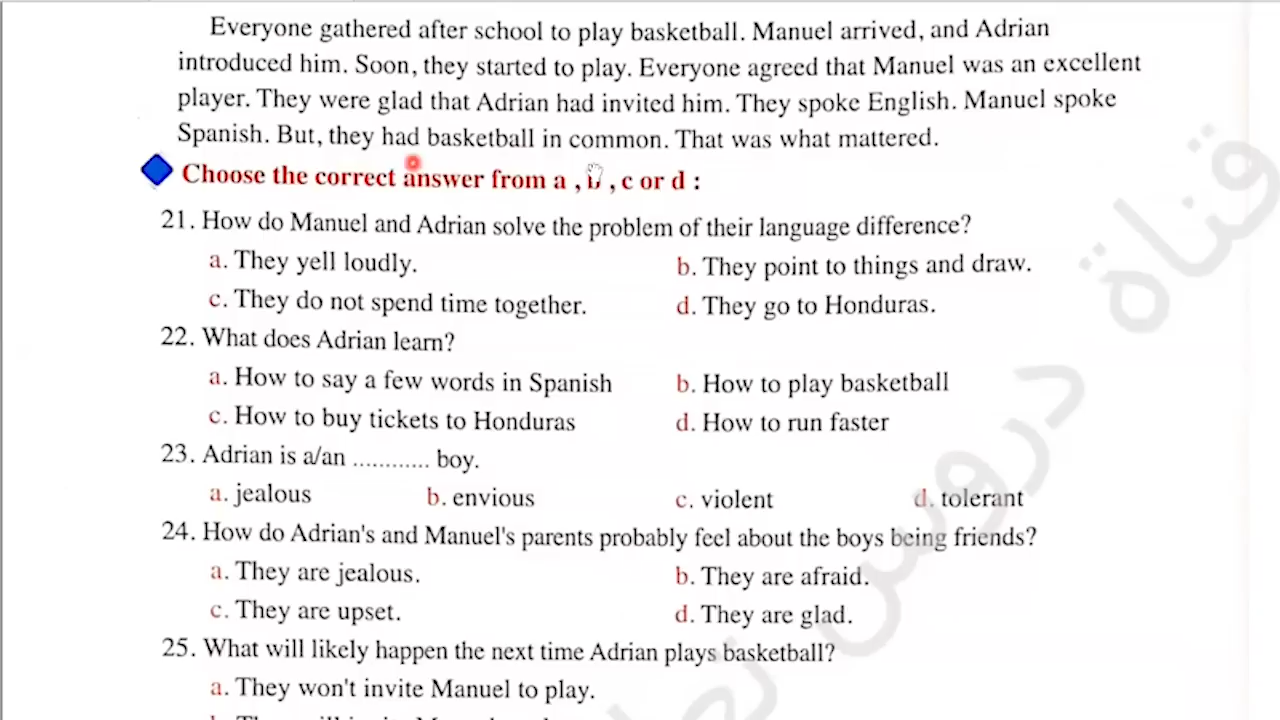 Everyone gathered after school to play basketball. Manuel arrived, and Adrian
introduced him. Soon, they started to play. Everyone agreed that Manuel was an excellent
player. They were glad that Adrian had invited him. They spoke English. Manuel spoke
Spanish. But, they had basketball in common. That was what mattered.
Choose the correct answer from a , b , c or d :
21. How do Manuel and Adrian solve the problem of their language difference?
a. They yell loudly. b. They point to things and draw.
c. They do not spend time together. d. They go to Honduras.
22. What does Adrian learn?
a. How to say a few words in Spanish b. How to play basketball
c. How to buy tickets to Honduras d. How to run faster
23. Adrian is a/an ............ boy.
a. jealous b. envious c. violent d. tolerant
24. How do Adrian's and Manuel's parents probably feel about the boys being friends?
a. They are jealous. b. They are afraid.
c. They are upset. d. They are glad.
25. What will likely happen the next time Adrian plays basketball?
a. They won't invite Manuel to play.
قناة دروس